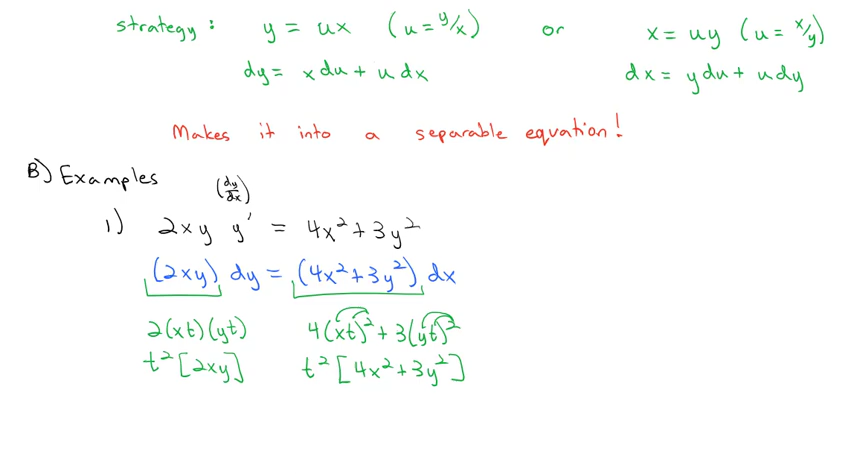 strategy: y = ux (u = y/x) or x = uy (u = x/y)
dy = x du + u dx dx = y du + u dy
Makes it into a separable equation!
B) Examples
(dy/dx)
1) 2xy y' = 4x² + 3y²
(2xy) dy = (4x² + 3y²) dx
2(xt)(yt) 4(xt)² + 3(yt)²
t² [2xy] t² [4x² + 3y²]